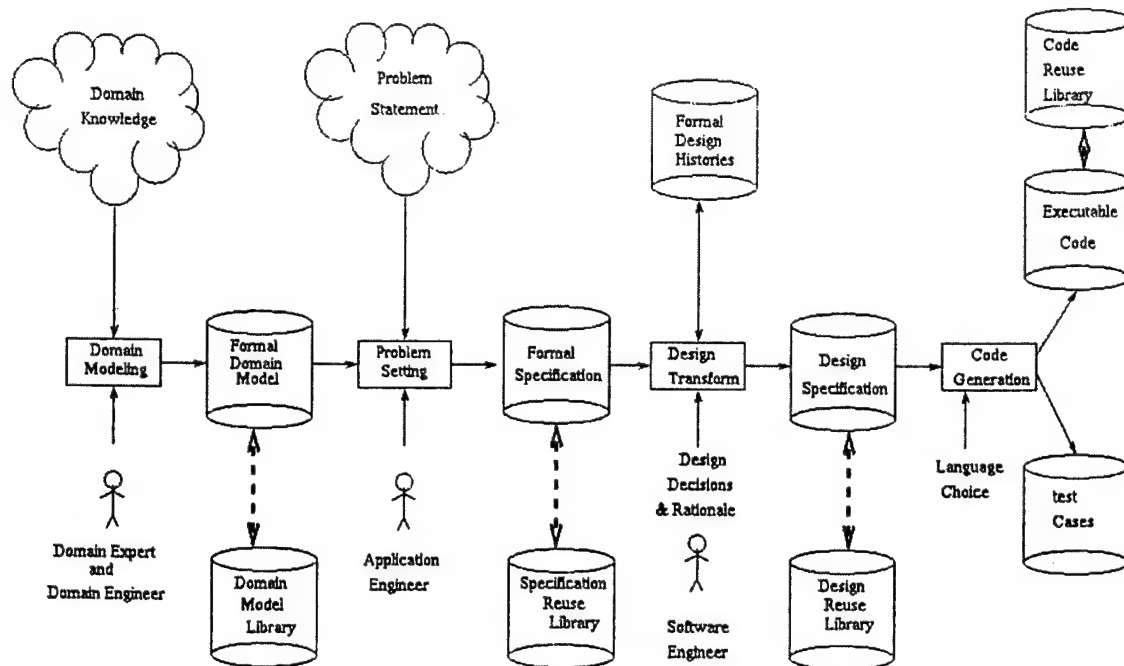 Domain
Knowledge
Problem
Statement
Formal
Design
Histories
Code
Reuse
Library
Executable
Code
Domain
Modeling
Formal
Domain
Model
Problem
Setting
Formal
Specification
Design
Transform
Design
Specification
Code
Generation
Domain Expert
and
Domain Engineer
Domain
Model
Library
Application
Engineer
Specification
Reuse
Library
Design
Decisions
& Rationale
Software
Engineer
Design
Reuse
Library
Language
Choice
test
Cases